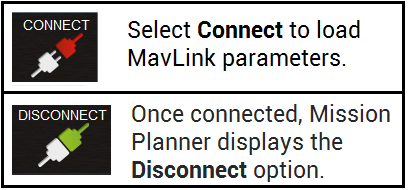 CONNECT
Select Connect to load
MavLink parameters.
DISCONNECT
Once connected, Mission
Planner displays the
Disconnect option.